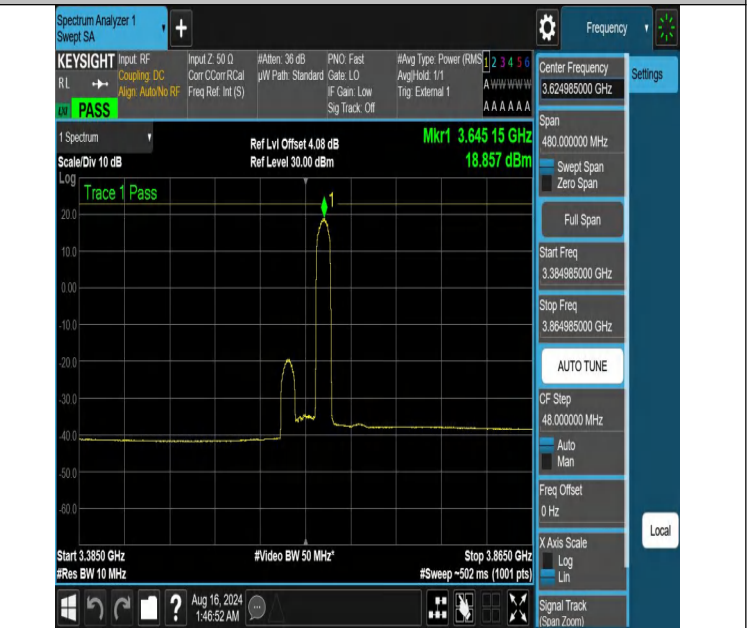 Spectrum Analyzer 1
Swept SA
+
Frequency
KEYSIGHT
RL
LXI
PASS
Input: RF
Coupling: DC
Align: Auto/No RF
Input Z: 50 Ω
Corr CCorr RCal
Freq Ref: Int (S)
#Atten: 36 dB
µW Path: Standard
PNO: Fast
Gate: LO
IF Gain: Low
Sig Track: Off
#Avg Type: Power (RMS
Avg|Hold: 1/1
Trig: External 1
1 2 3 4 5 6
A W W W W W
A A A A A A
1 Spectrum
Scale/Div 10 dB
Ref Lvl Offset 4.08 dB
Ref Level 30.00 dBm
Mkr1 3.645 15 GHz
18.857 dBm
Log
Trace 1 Pass
1
20.0
10.0
0.00
-10.0
-20.0
-30.0
-40.0
-50.0
-60.0
Start 3.3850 GHz
#Res BW 10 MHz
#Video BW 50 MHz*
Stop 3.8650 GHz
#Sweep ~502 ms (1001 pts)
Center Frequency
3.624985000 GHz
Settings
Span
480.000000 MHz
Swept Span
Zero Span
Full Span
Start Freq
3.384985000 GHz
Stop Freq
3.864985000 GHz
AUTO TUNE
CF Step
48.000000 MHz
Auto
Man
Freq Offset
0 Hz
X Axis Scale
Log
Lin
Signal Track
(Span Zoom)
Local
?
Aug 16, 2024
1:46:52 AM